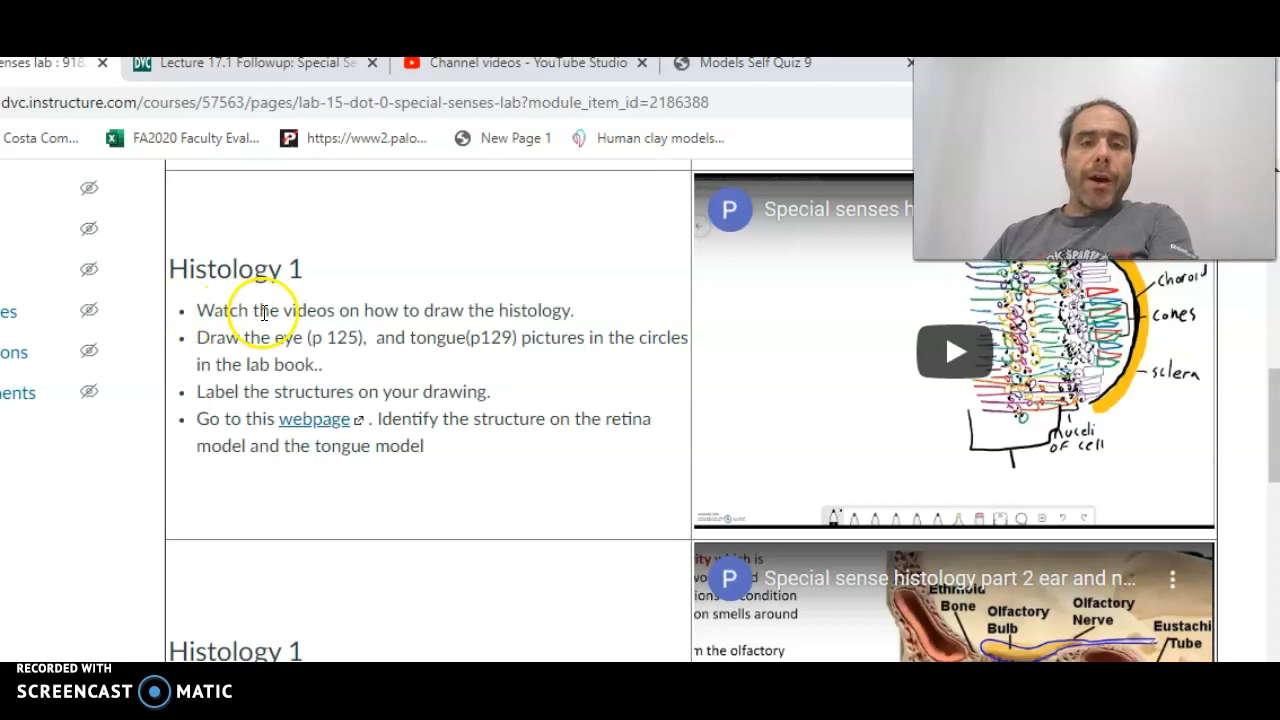 enses lab : 918
Lecture 17.1 Followup: Special Se
Channel videos - YouTube Studio
Models Self Quiz 9
dvc.instructure.com/courses/57563/pages/lab-15-dot-0-special-senses-lab?module_item_id=2186388
Costa Com...
FA2020 Faculty Eval...
https://www2.palo...
New Page 1
Human clay models...
es
ons
ents
Histology 1
• Watch the videos on how to draw the histology.
• Draw the eye (p 125), and tongue(p129) pictures in the circles
in the lab book..
• Label the structures on your drawing.
• Go to this webpage . Identify the structure on the retina
model and the tongue model
P
Special senses h
choroid
cones
sclera
nuceli
of cell
Histology 1
ity which is
ions condition
on smells around
m the olfactory
P
Special sense histology part 2 ear and n...
Ethmoid
Bone
Olfactory
Bulb
Olfactory
Nerve
Eustachi
Tube
Reebok
RECORDED WITH
SCREENCAST MATIC